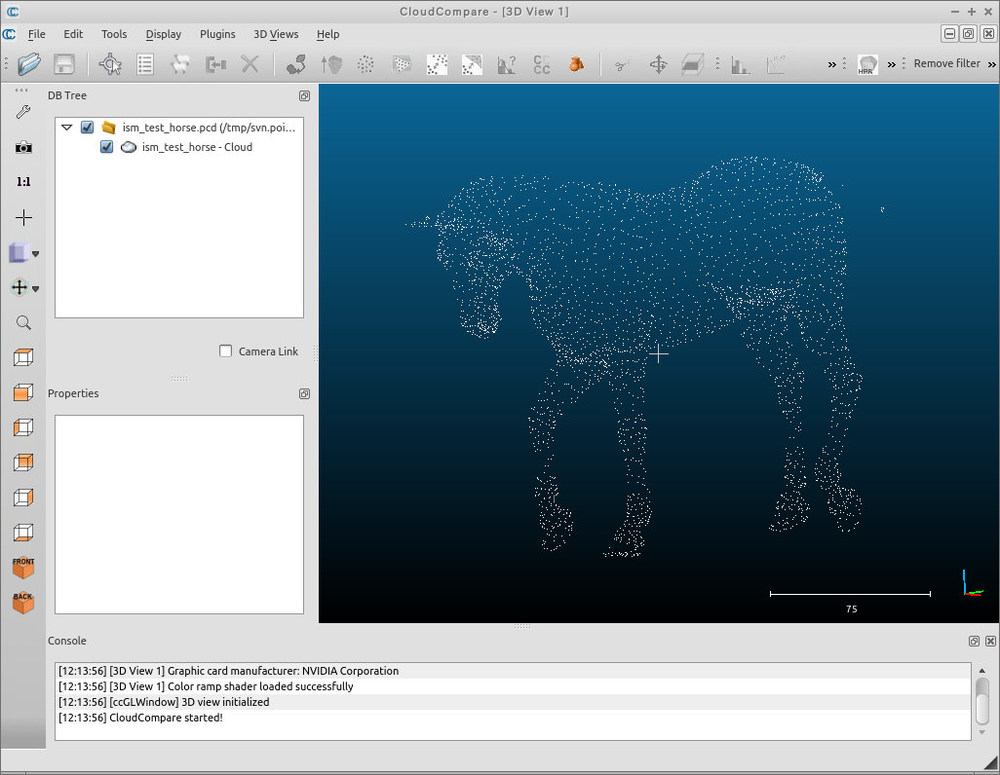 CloudCompare - [3D View 1]
File Edit Tools Display Plugins 3D Views Help
CC CC
HPR
Remove filter
DB Tree
ism_test_horse.pcd (/tmp/svn.poi...
ism_test_horse - Cloud
1:1
Camera Link
Properties
FRONT
BACK
75
Console
[12:13:56] [3D View 1] Graphic card manufacturer: NVIDIA Corporation
[12:13:56] [3D View 1] Color ramp shader loaded successfully
[12:13:56] [ccGLWindow] 3D view initialized
[12:13:56] CloudCompare started!